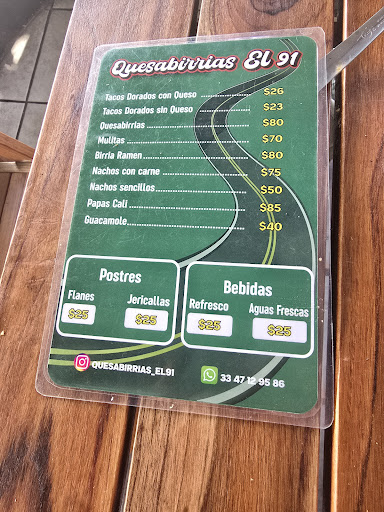 Quesabirrias El 91
Tacos Dorados con Queso $26
Tacos Dorados sin Queso $23
Quesabirrias $80
Mulitas $70
Birria Ramen $80
Nachos con carne $75
Nachos sencillos $50
Papas Cali $85
Guacamole $40
Postres
Flanes Jericallas
$25 $25
Bebidas
Refresco Aguas Frescas
$25 $25
QUESABIRRIAS_EL91
33 47 12 95 86